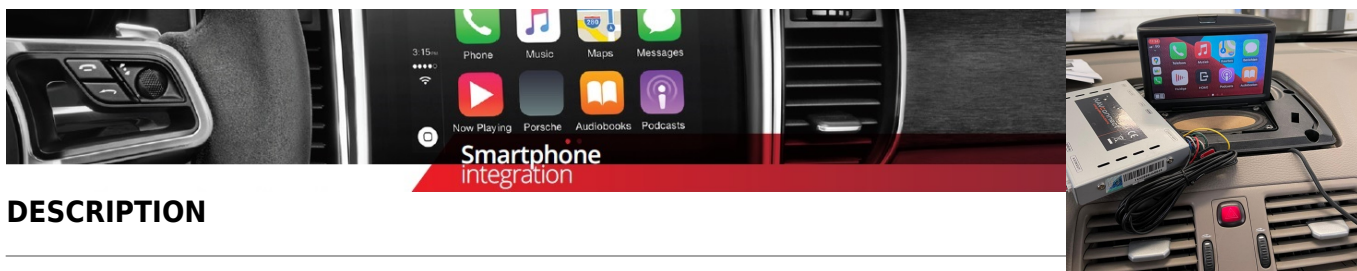 3:15
Phone
Music
Maps
Messages
Now Playing
Porsche
Audiobooks
Podcasts
Smartphone
integration
DESCRIPTION